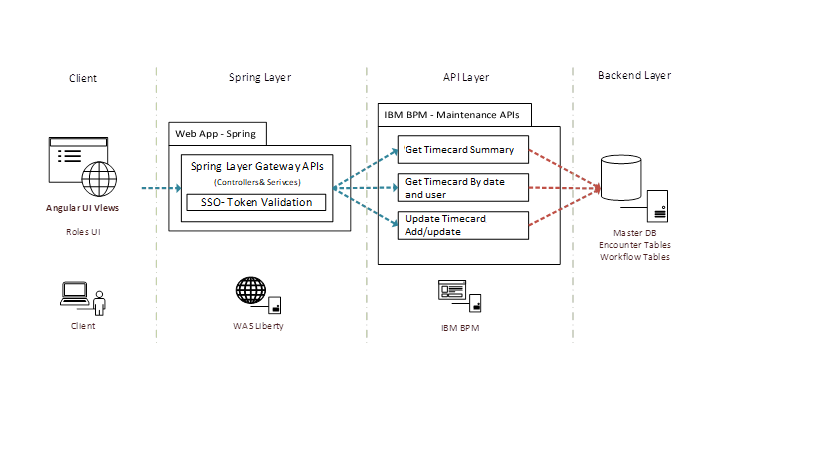 Client
Spring Layer
API Layer
Backend Layer
Web App - Spring
Spring Layer Gateway APIs
(Controllers& Serivces)
SSO- Token Validation
IBM BPM - Maintenance APIs
'Get Timecard Summary
Get Timecard By date
and user
Update Timecard
Add/update
Angular UI Views
Roles UI
Master DB
Encounter Tables
Workflow Tables
Client
WAS Liberty
IBM BPM